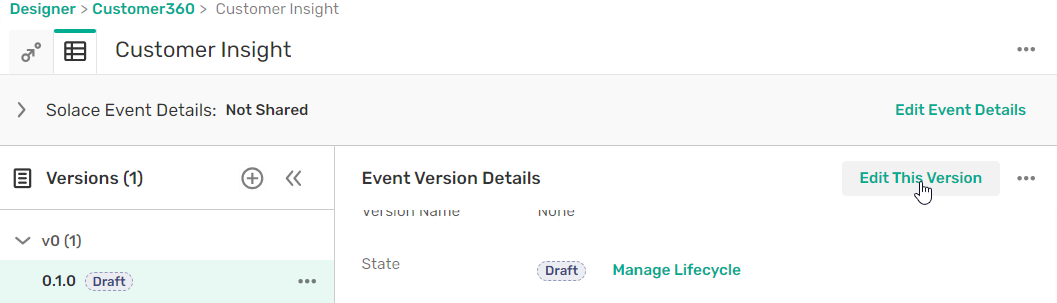 Designer > Customer360 > Customer Insight
Customer Insight
Solace Event Details: Not Shared Edit Event Details
Versions (1)
Event Version Details Edit This Version
Version Name None
v0 (1)
State Draft Manage Lifecycle
0.1.0 Draft